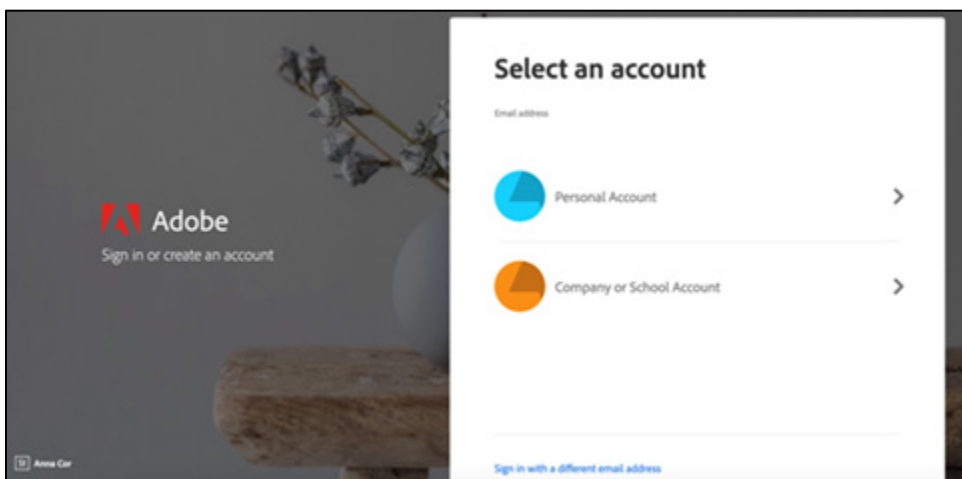 Select an account
Email address
Personal Account
Company or School Account
Sign in with a different email address
Adobe
Sign in or create an account
St Anna Cor